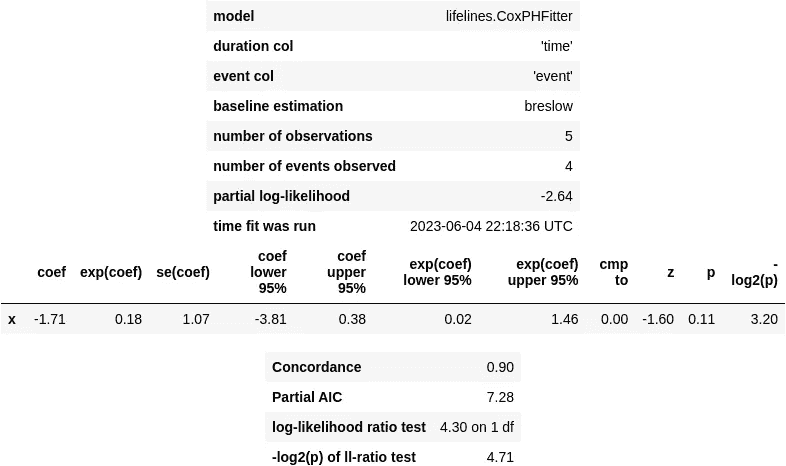 model lifelines.CoxPHFitter
duration col 'time'
event col 'event'
baseline estimation breslow
number of observations 5
number of events observed 4
partial log-likelihood -2.64
time fit was run 2023-06-04 22:18:36 UTC
coef exp(coef) se(coef) coef lower 95% coef upper 95% exp(coef) lower 95% exp(coef) upper 95% cmp to z p -log2(p)
x -1.71 0.18 1.07 -3.81 0.38 0.02 1.46 0.00 -1.60 0.11 3.20
Concordance 0.90
Partial AIC 7.28
log-likelihood ratio test 4.30 on 1 df
-log2(p) of ll-ratio test 4.71